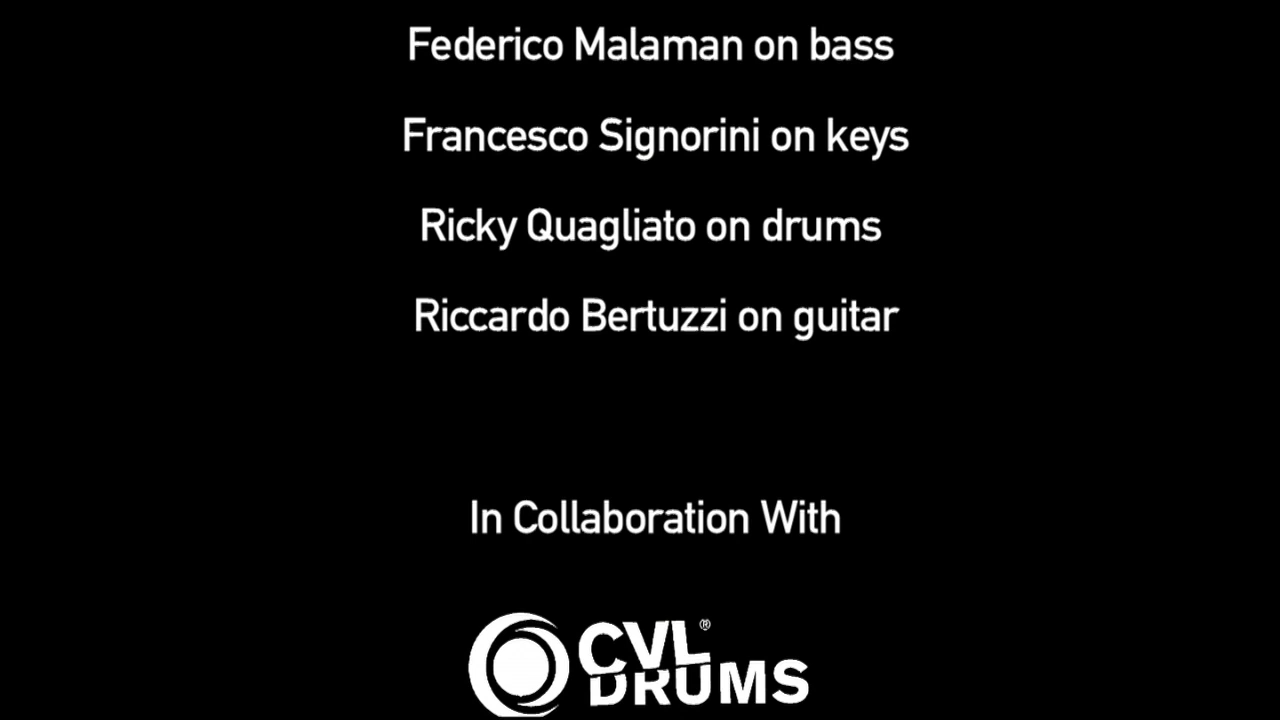 Federico Malaman on bass
Francesco Signorini on keys
Ricky Quagliato on drums
Riccardo Bertuzzi on guitar
In Collaboration With
CVL®
DRUMS